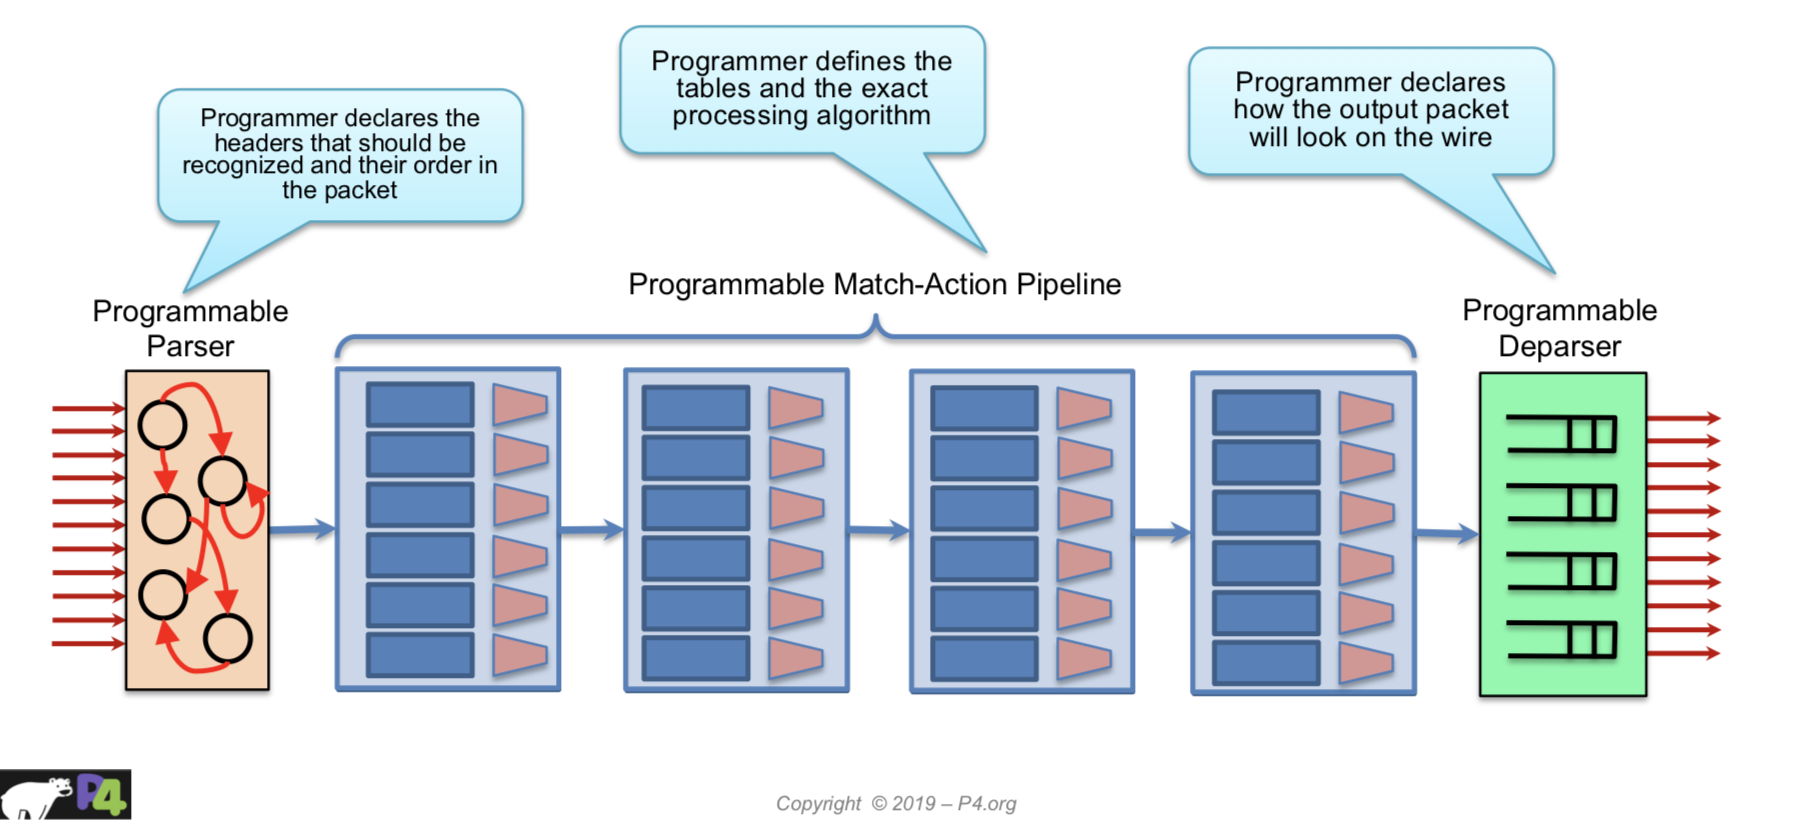 Programmer declares the
headers that should be
recognized and their order in
the packet
Programmer defines the
tables and the exact
processing algorithm
Programmer declares
how the output packet
will look on the wire
Programmable Match-Action Pipeline
Programmable
Parser
Programmable
Deparser
P4
Copyright © 2019 – P4.org